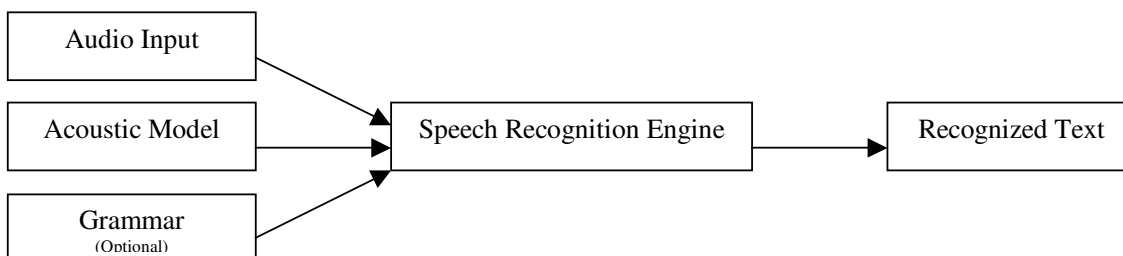 Audio Input
Acoustic Model
Speech Recognition Engine
Recognized Text
Grammar
(Optional)